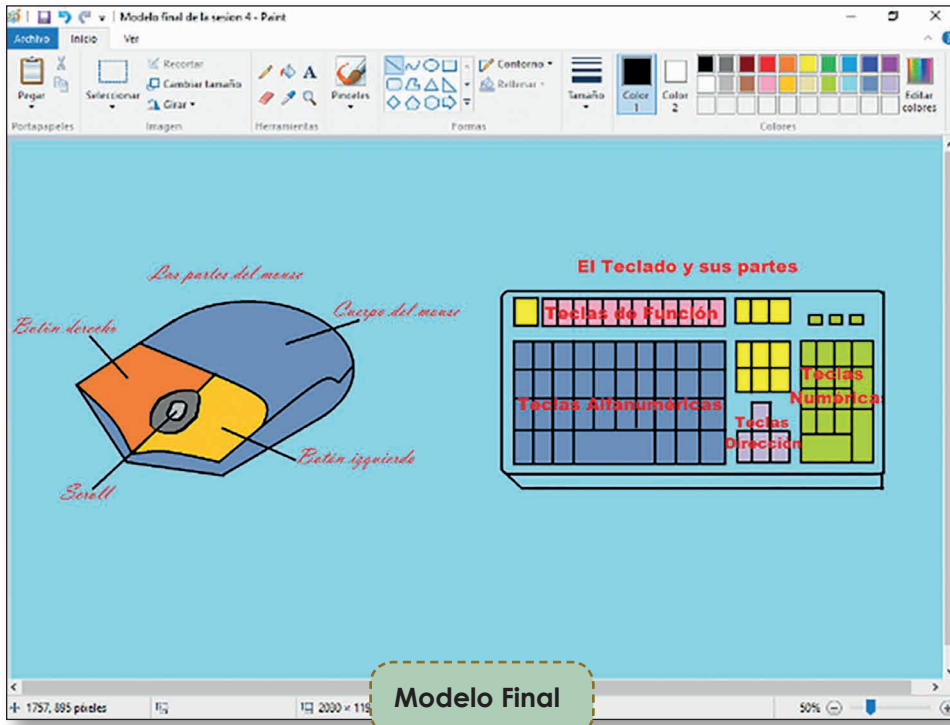 Modelo final de la sesion 4 - Paint
Archivo Inicio Ver
Pegar
Portapapeles
Seleccionar
Recortar
Cambiar tamaño
Girar
Imagen
Herramientas
Pinceles
Formas
Contorno
Rellenar
Tamaño
Color 1
Color 2
Colores
Editar colores
Las partes del mouse
Botón derecho
Cuerpo del mouse
Botón izquierdo
Scroll
El Teclado y sus partes
Teclas de Función
Teclas Alfanuméricas
Teclas Dirección
Teclas Numéricas
1757, 895 píxeles
2000 × 119
50%
Modelo Final